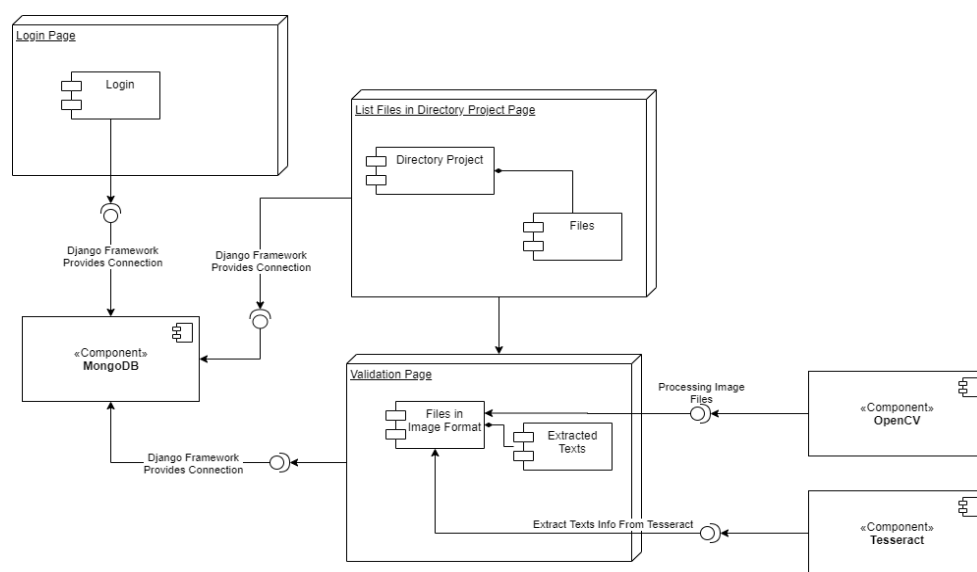 Login Page
Login
List Files in Directory Project Page
Directory Project
Files
Django Framework
Provides Connection
Django Framework
Provides Connection
«Component»
MongoDB
Validation Page
Files in
Image Format
Extracted
Texts
Processing Image
Files
«Component»
OpenCV
Django Framework
Provides Connection
Extract Texts Info From Tesseract
«Component»
Tesseract